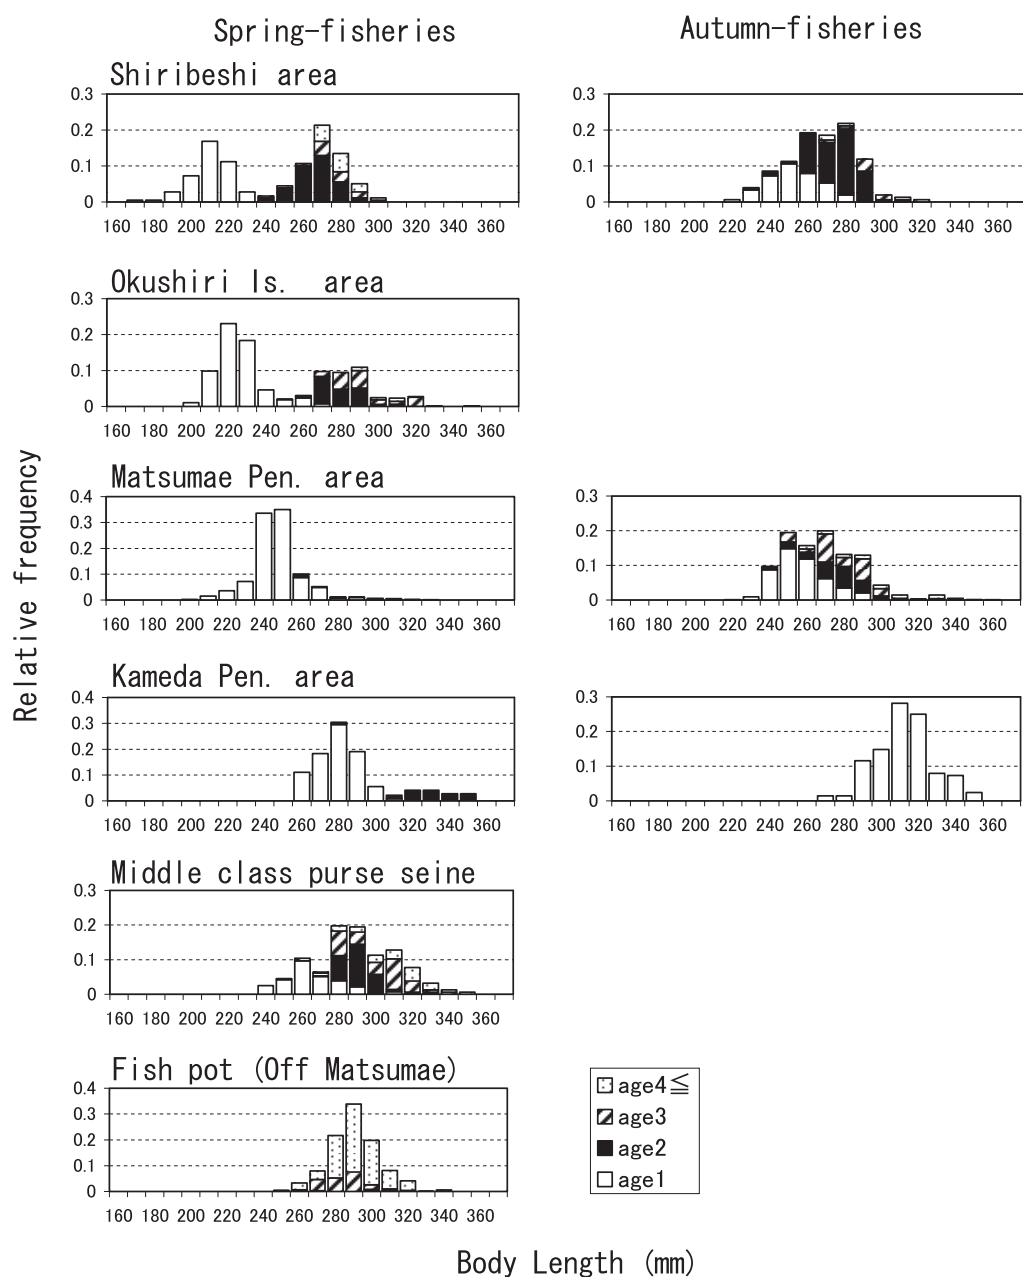 Spring-fisheries
Autumn-fisheries
Shiribeshi area
0.3
0.2
0.1
0
160 180 200 220 240 260 280 300 320 340 360
0.3
0.2
0.1
0
160 180 200 220 240 260 280 300 320 340 360
Okushiri Is. area
0.3
0.2
0.1
0
160 180 200 220 240 260 280 300 320 340 360
Relative frequency
Matsumae Pen. area
0.4
0.3
0.2
0.1
0
160 180 200 220 240 260 280 300 320 340 360
0.3
0.2
0.1
0
160 180 200 220 240 260 280 300 320 340 360
Kameda Pen. area
0.4
0.3
0.2
0.1
0
160 180 200 220 240 260 280 300 320 340 360
0.3
0.2
0.1
0
160 180 200 220 240 260 280 300 320 340 360
Middle class purse seine
0.3
0.2
0.1
0
160 180 200 220 240 260 280 300 320 340 360
Fish pot (Off Matsumae)
0.4
0.3
0.2
0.1
0
160 180 200 220 240 260 280 300 320 340 360
age4≦
age3
age2
age1
Body Length (mm)